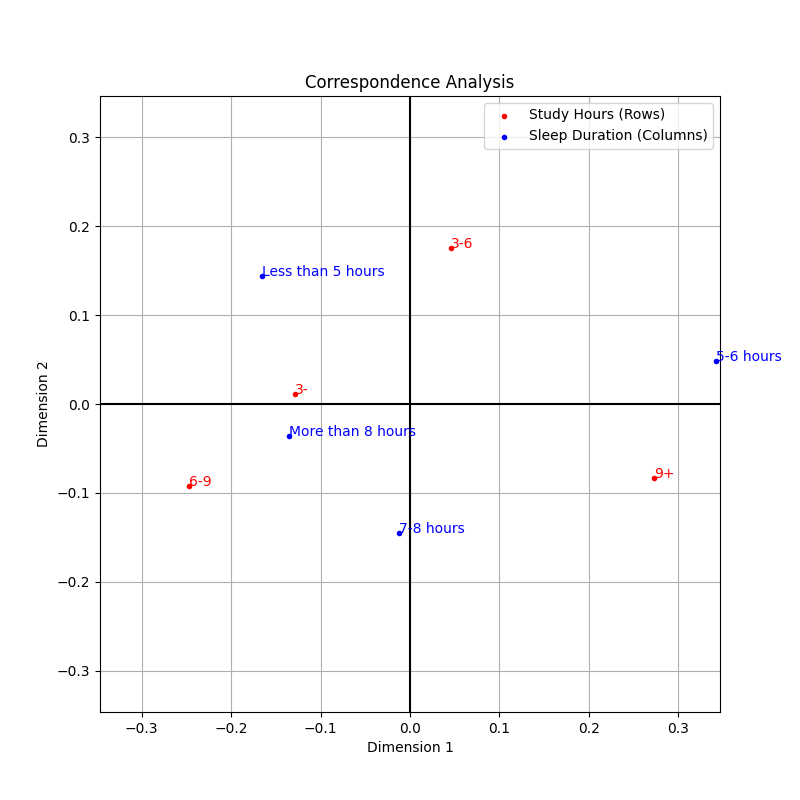 Correspondence Analysis
Study Hours (Rows)
Sleep Duration (Columns)
0.3
0.2
0.1
0.0
−0.1
−0.2
−0.3
Dimension 2
3-6
Less than 5 hours
5-6 hours
3-
More than 8 hours
9+
6-9
7-8 hours
−0.3 −0.2 −0.1 0.0 0.1 0.2 0.3
Dimension 1